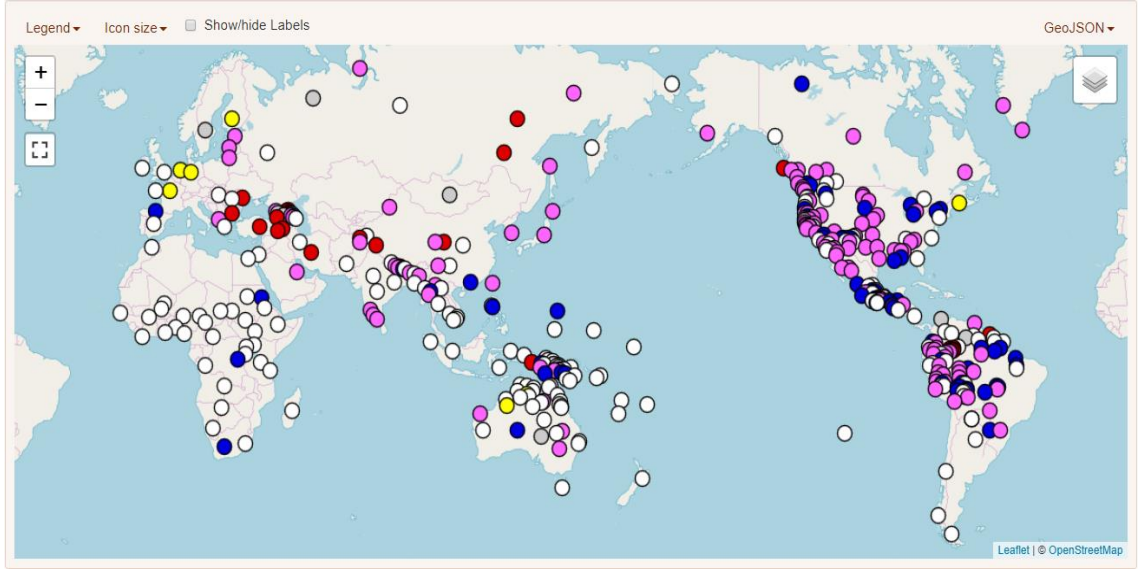 Legend
Icon size
Show/hide Labels
GeoJSON
+
−
Leaflet | © OpenStreetMap